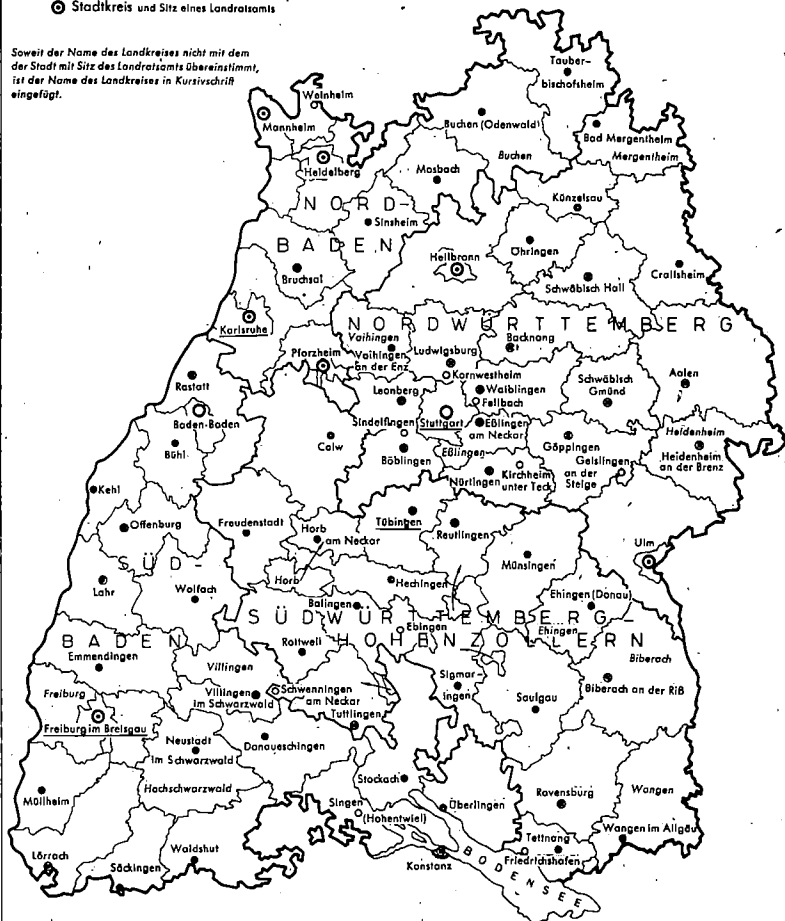 Stadtkreis und Sitz eines Landratsamts
Soweit der Name des Landkreises nicht mit dem
der Stadt mit Sitz des Landratsamts übereinstimmt,
ist der Name des Landkreises in Kursivschrift
eingefügt.
Tauber-
bischofsheim
Weinheim
Mannheim
Buchen (Odenwald)
Buchen
Bad Mergentheim
Mergentheim
Heidelberg
Mosbach
Künzelsau
NORD-
BADEN
Sinsheim
Heilbronn
Öhringen
Crailsheim
Bruchsal
Schwäbisch Hall
Karlsruhe
NORDWÜRTTEMBERG
Vaihingen
Vaihingen
an der Enz
Ludwigsburg
Backnang
Pforzheim
Kornwestheim
Rastatt
Leonberg
Waiblingen
Fellbach
Schwäbisch
Gmünd
Aalen
Baden-Baden
Sindelfingen
Stuttgart
Eßlingen
am Neckar
Bühl
Calw
Böblingen
Eßlingen
Göppingen
Heidenheim
Heidenheim
an der Brenz
Nürtingen
Kirchheim
unter Teck
Geislingen
an der
Steige
Kehl
Offenburg
Freudenstadt
Horb
am Neckar
Tübingen
Reutlingen
Ulm
SÜD-
BADEN
Münsingen
Lahr
Wolfach
Horb
Hechingen
Ehingen (Donau)
Ehingen
Balingen
SÜDWÜRTTEMBERG-
HOHENZOLLERN
Ebingen
Rottweil
Emmendingen
Villingen
Biberach
Biberach an der Riß
Freiburg
Villingen
im Schwarzwald
Schwenningen
am Neckar
Sigmar-
ingen
Saulgau
Freiburg im Breisgau
Tuttlingen
Neustadt
im Schwarzwald
Donaueschingen
Hochschwarzwald
Stockach
Müllheim
Singen
(Hohentwiel)
Überlingen
Ravensburg
Wangen
Wangen im Allgäu
Lörrach
Säckingen
Waldshut
Konstanz
Tettnang
Friedrichshafen
BODENSEE